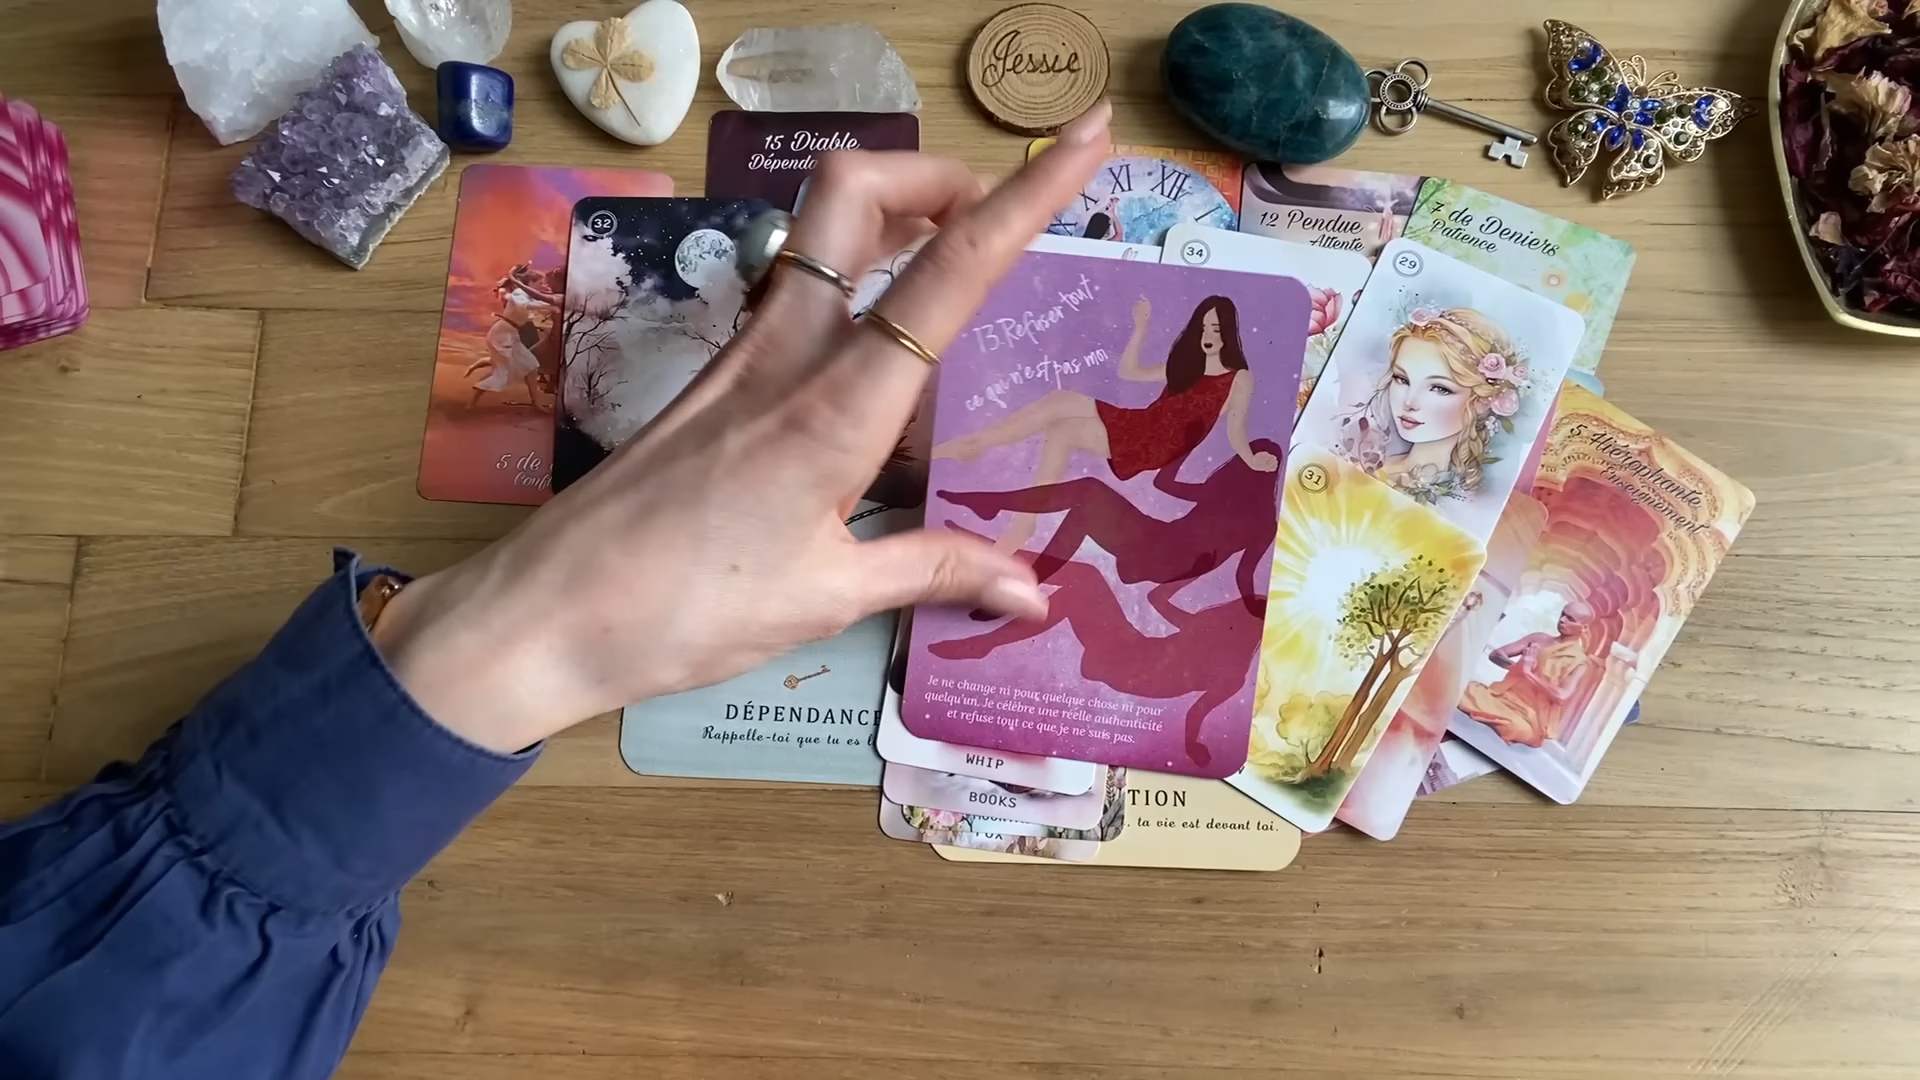 Jessie
15 Diable
32
XI
XII
12 Pendue
Attente
7 de Deniers
Patience
34
29
13. Refuser tout
ce qui n'est pas moi
5 Hiérophante
Enseignement
5 de
31
Je ne change ni pour quelque chose ni pour
quelqu'un. Je célèbre une réelle authenticité
et refuse tout ce que je ne suis pas.
DÉPENDANCE
Rappelle-toi que tu es
WHIP
BOOKS
FOX
TION
ta vie est devant toi.